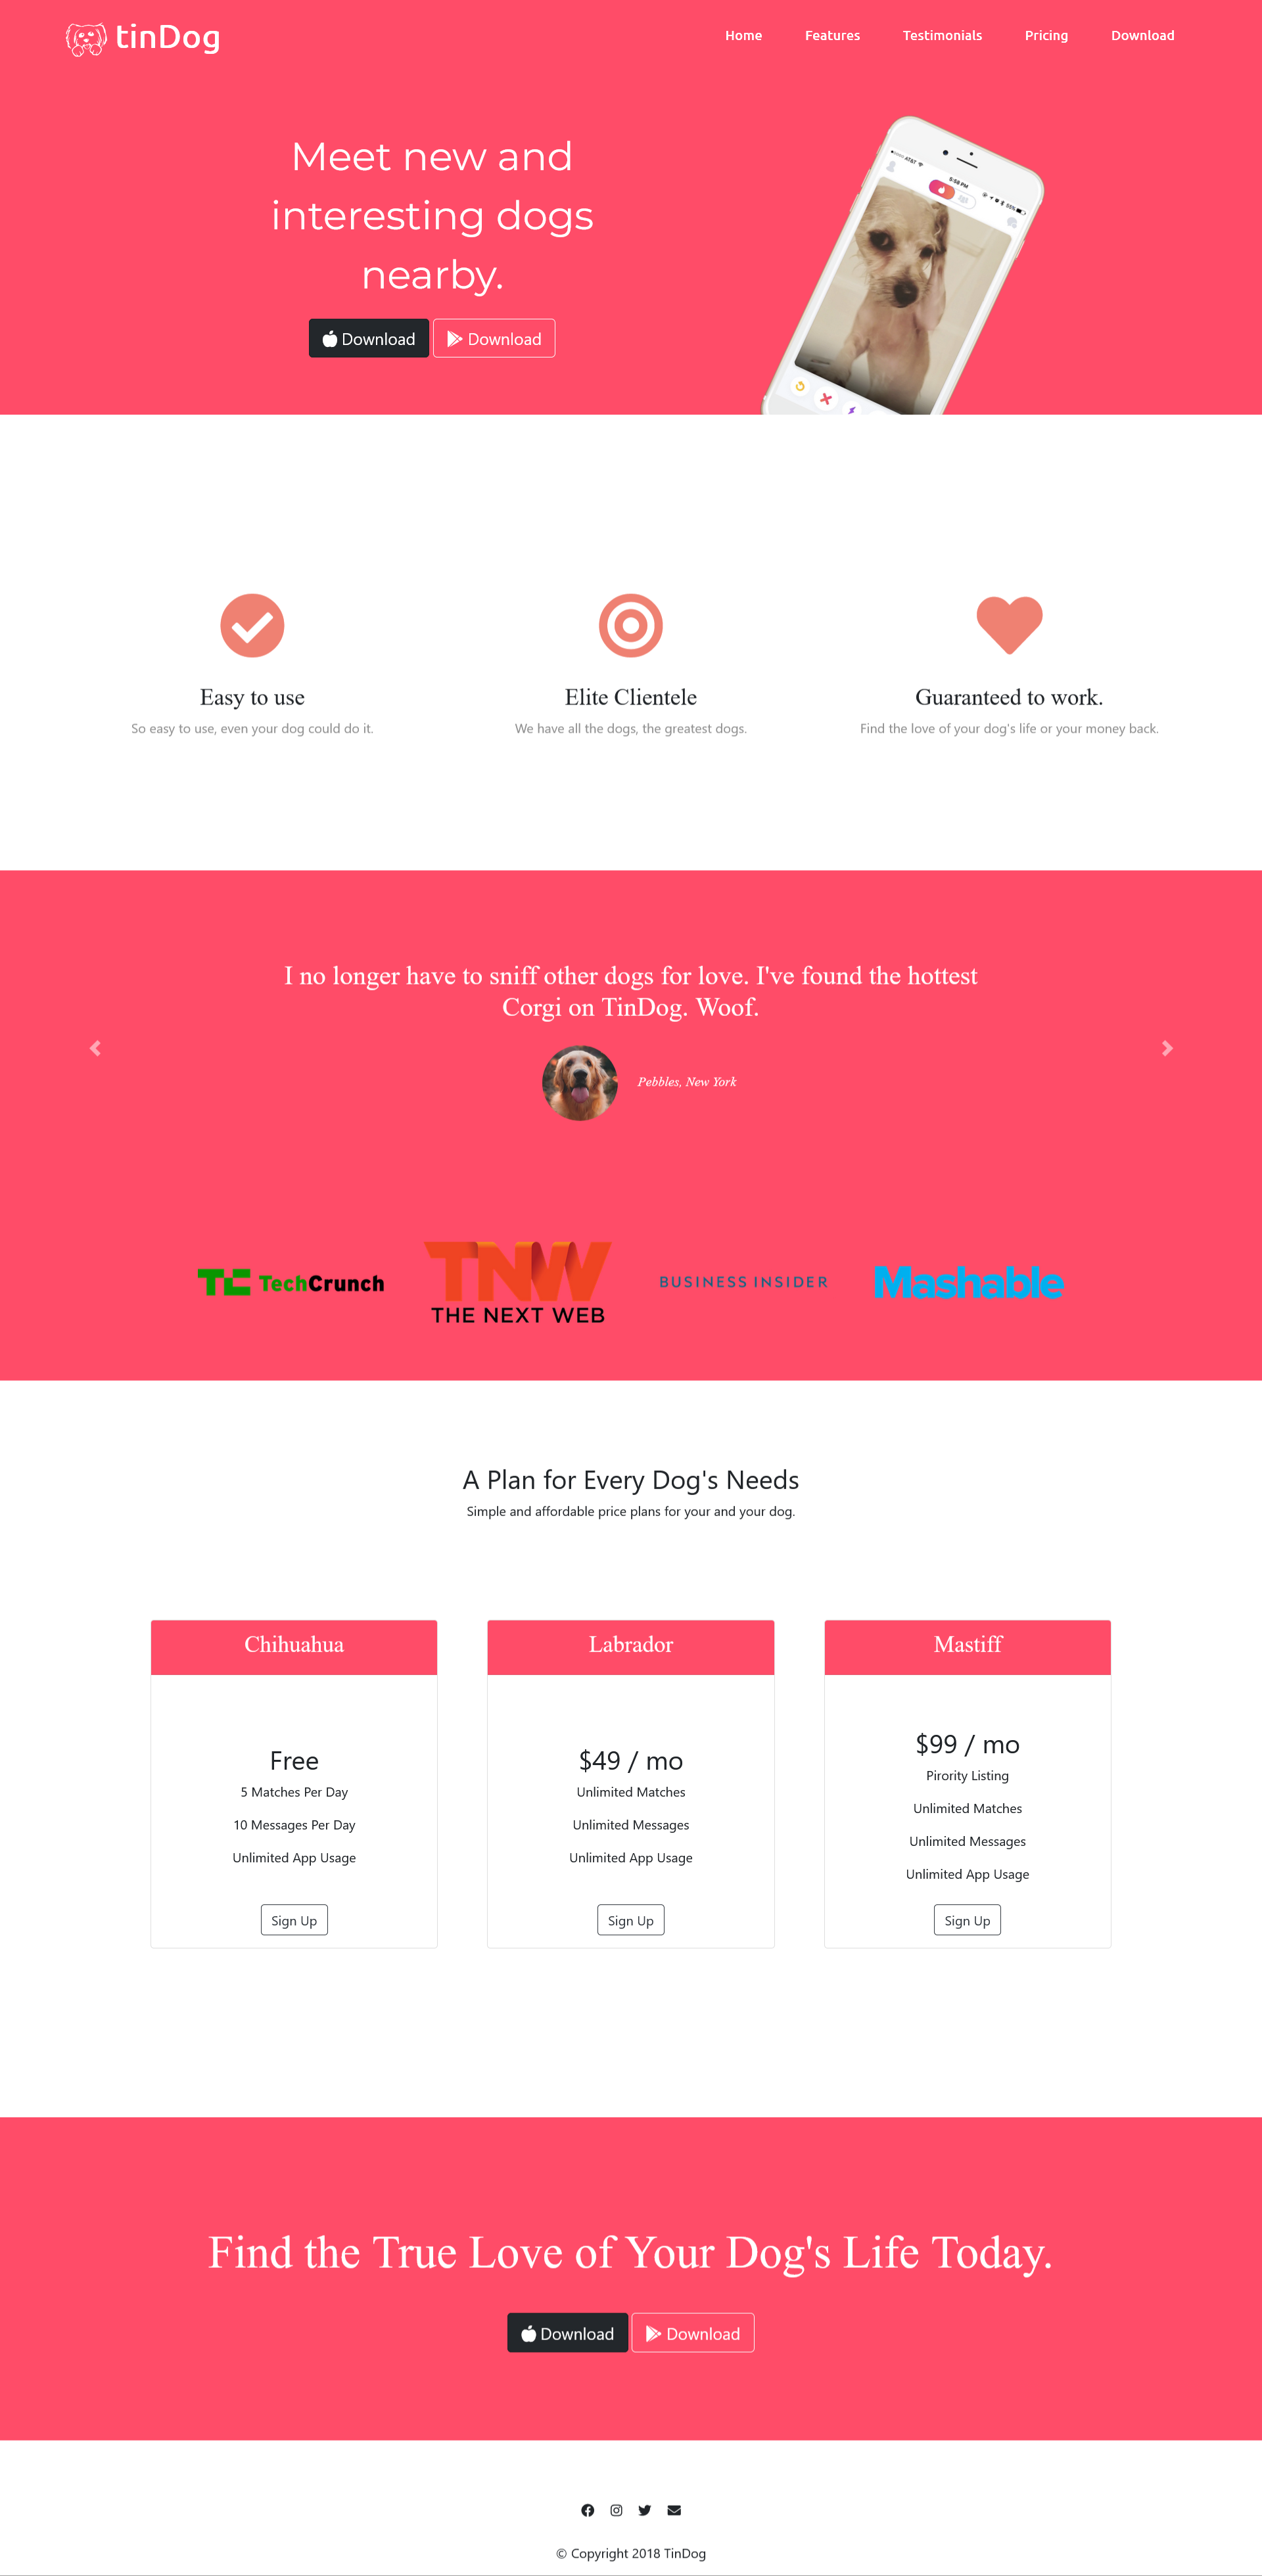 tinDog
Home Features Testimonials Pricing Download
Meet new and
interesting dogs
nearby.
Download Download
AT&T 5:58 PM 55%
Easy to use
So easy to use, even your dog could do it.
Elite Clientele
We have all the dogs, the greatest dogs.
Guaranteed to work.
Find the love of your dog's life or your money back.
I no longer have to sniff other dogs for love. I've found the hottest
Corgi on TinDog. Woof.
Pebbles, New York
TC TechCrunch
TNW
THE NEXT WEB
BUSINESS INSIDER
Mashable
A Plan for Every Dog's Needs
Simple and affordable price plans for your and your dog.
Chihuahua
Free
5 Matches Per Day
10 Messages Per Day
Unlimited App Usage
Sign Up
Labrador
$49 / mo
Unlimited Matches
Unlimited Messages
Unlimited App Usage
Sign Up
Mastiff
$99 / mo
Pirority Listing
Unlimited Matches
Unlimited Messages
Unlimited App Usage
Sign Up
Find the True Love of Your Dog's Life Today.
Download Download
© Copyright 2018 TinDog